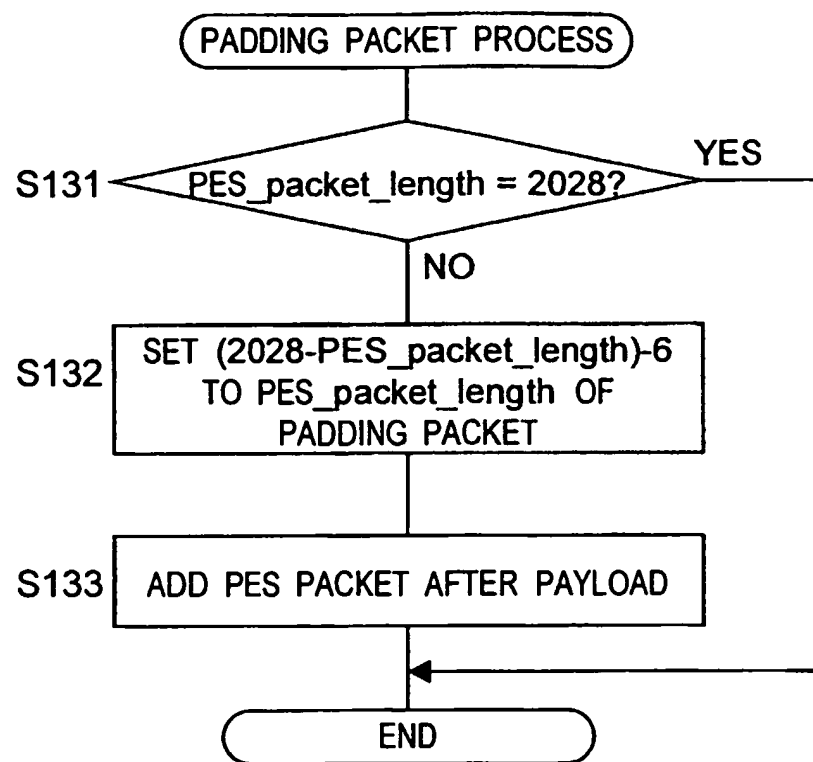 PADDING PACKET PROCESS
YES
S131
PES_packet_length = 2028?
NO
S132
SET (2028-PES_packet_length)-6
TO PES_packet_length OF
PADDING PACKET
S133
ADD PES PACKET AFTER PAYLOAD
END